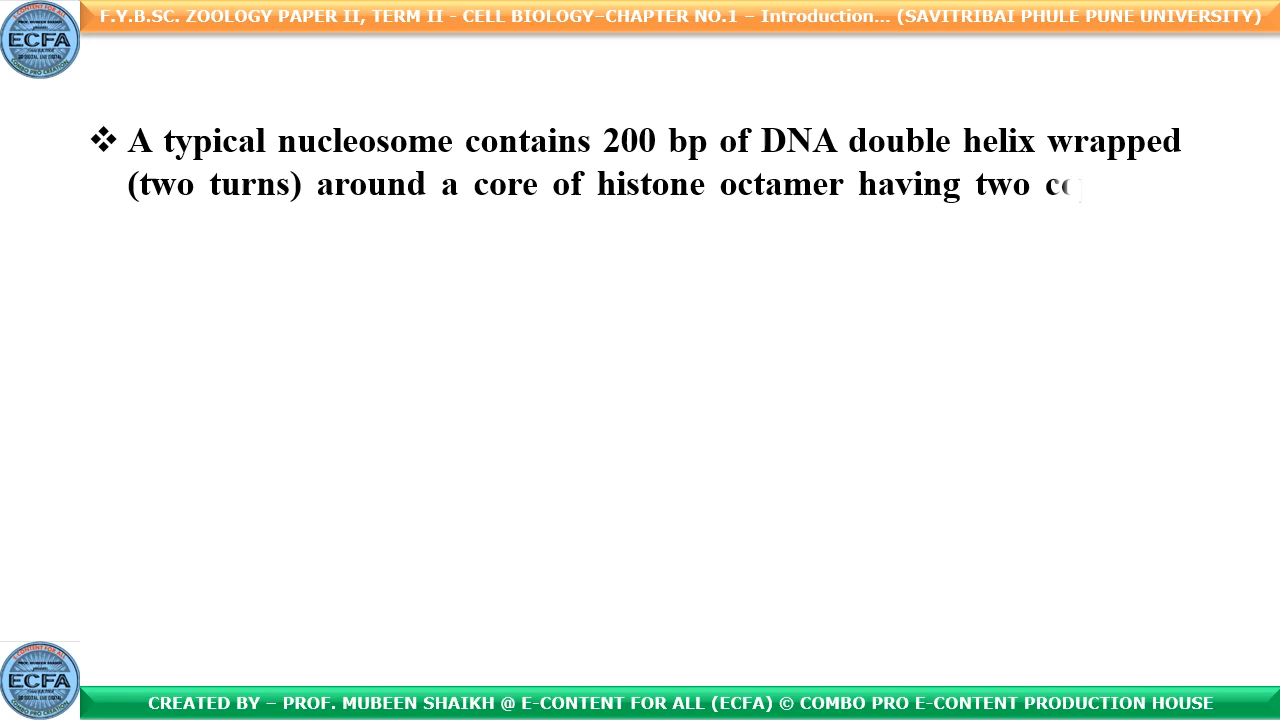 F.Y.B.SC. ZOOLOGY PAPER II, TERM II - CELL BIOLOGY–CHAPTER NO.1 – Introduction... (SAVITRIBAI PHULE PUNE UNIVERSITY)
ECFA
❖ A typical nucleosome contains 200 bp of DNA double helix wrapped
(two turns) around a core of histone octamer having two
ECFA
CREATED BY – PROF. MUBEEN SHAIKH @ E-CONTENT FOR ALL (ECFA) © COMBO PRO E-CONTENT PRODUCTION HOUSE